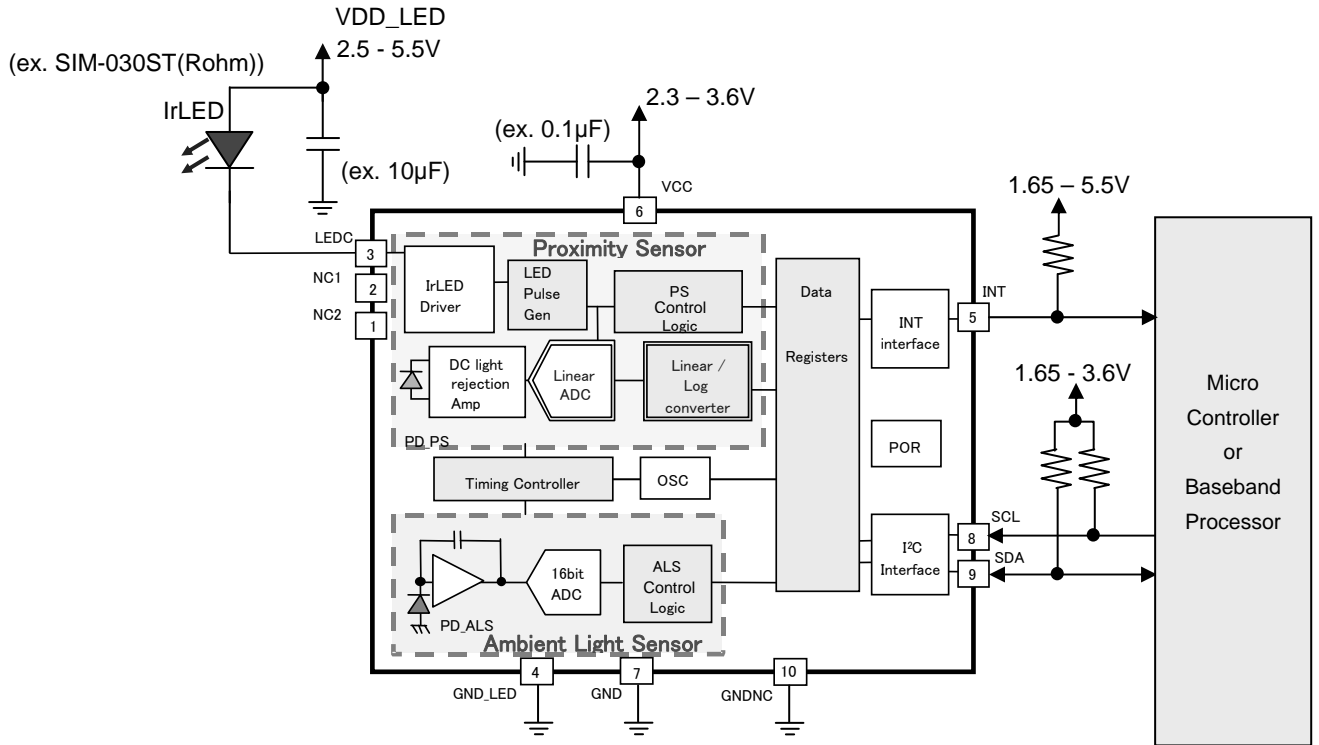 VDD_LED
2.5 - 5.5V
(ex. SIM-030ST(Rohm))
IrLED
(ex. 10µF)
2.3 – 3.6V
(ex. 0.1µF)
VCC
6
1.65 – 5.5V
LEDC
3
NC1
2
NC2
1
Proximity Sensor
IrLED
Driver
LED
Pulse
Gen
PS
Control
Logic
DC light
rejection
Amp
Linear
ADC
Linear /
Log
converter
PD_PS
Data
Registers
INT
interface
INT
5
POR
1.65 - 3.6V
Timing Controller
OSC
I²C
Interface
SCL
8
SDA
9
16bit
ADC
ALS
Control
Logic
PD_ALS
Ambient Light Sensor
4
GND_LED
7
GND
10
GNDNC
Micro
Controller
or
Baseband
Processor